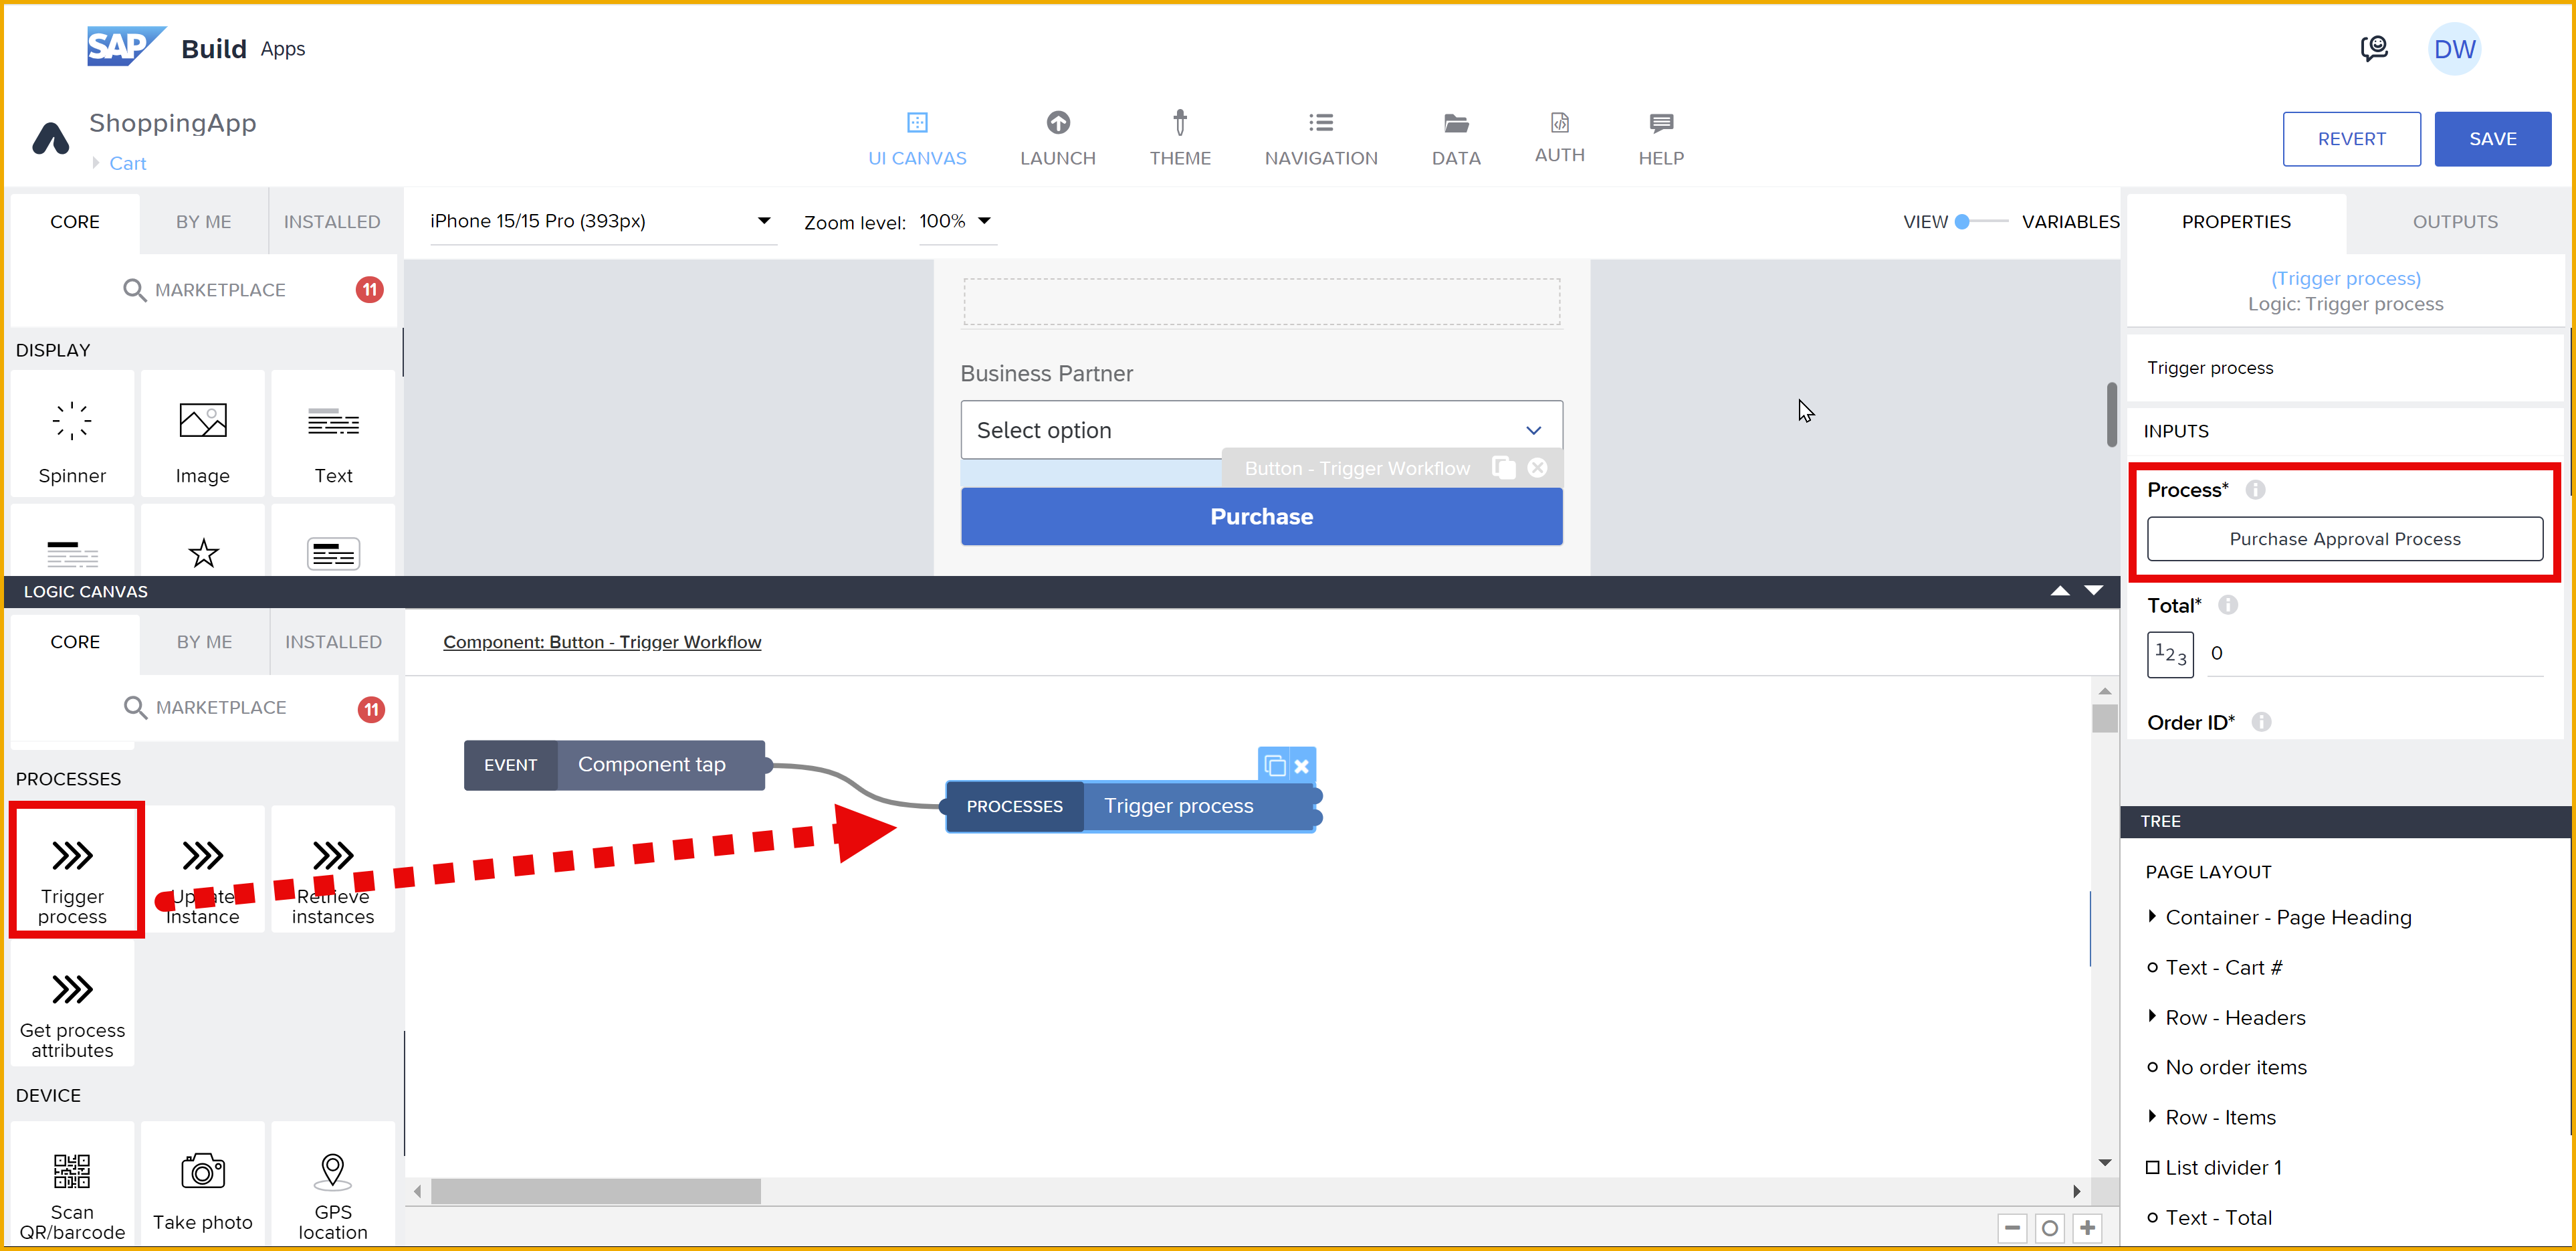 SAP Build Apps
DW
ShoppingApp
Cart
UI CANVAS
LAUNCH
THEME
NAVIGATION
DATA
AUTH
HELP
REVERT
SAVE
CORE
BY ME
INSTALLED
MARKETPLACE
11
DISPLAY
Spinner
Image
Text
iPhone 15/15 Pro (393px)
Zoom level: 100%
VIEW
VARIABLES
Business Partner
Select option
Button - Trigger Workflow
Purchase
LOGIC CANVAS
CORE
BY ME
INSTALLED
MARKETPLACE
11
PROCESSES
Trigger
process
Update
Instance
Retrieve
instances
Get process
attributes
DEVICE
Scan
QR/barcode
Take photo
GPS
location
Component: Button - Trigger Workflow
EVENT
Component tap
PROCESSES
Trigger process
PROPERTIES
OUTPUTS
(Trigger process)
Logic: Trigger process
Trigger process
INPUTS
Process*
Purchase Approval Process
Total*
123
0
Order ID*
TREE
PAGE LAYOUT
Container - Page Heading
Text - Cart #
Row - Headers
No order items
Row - Items
List divider 1
Text - Total